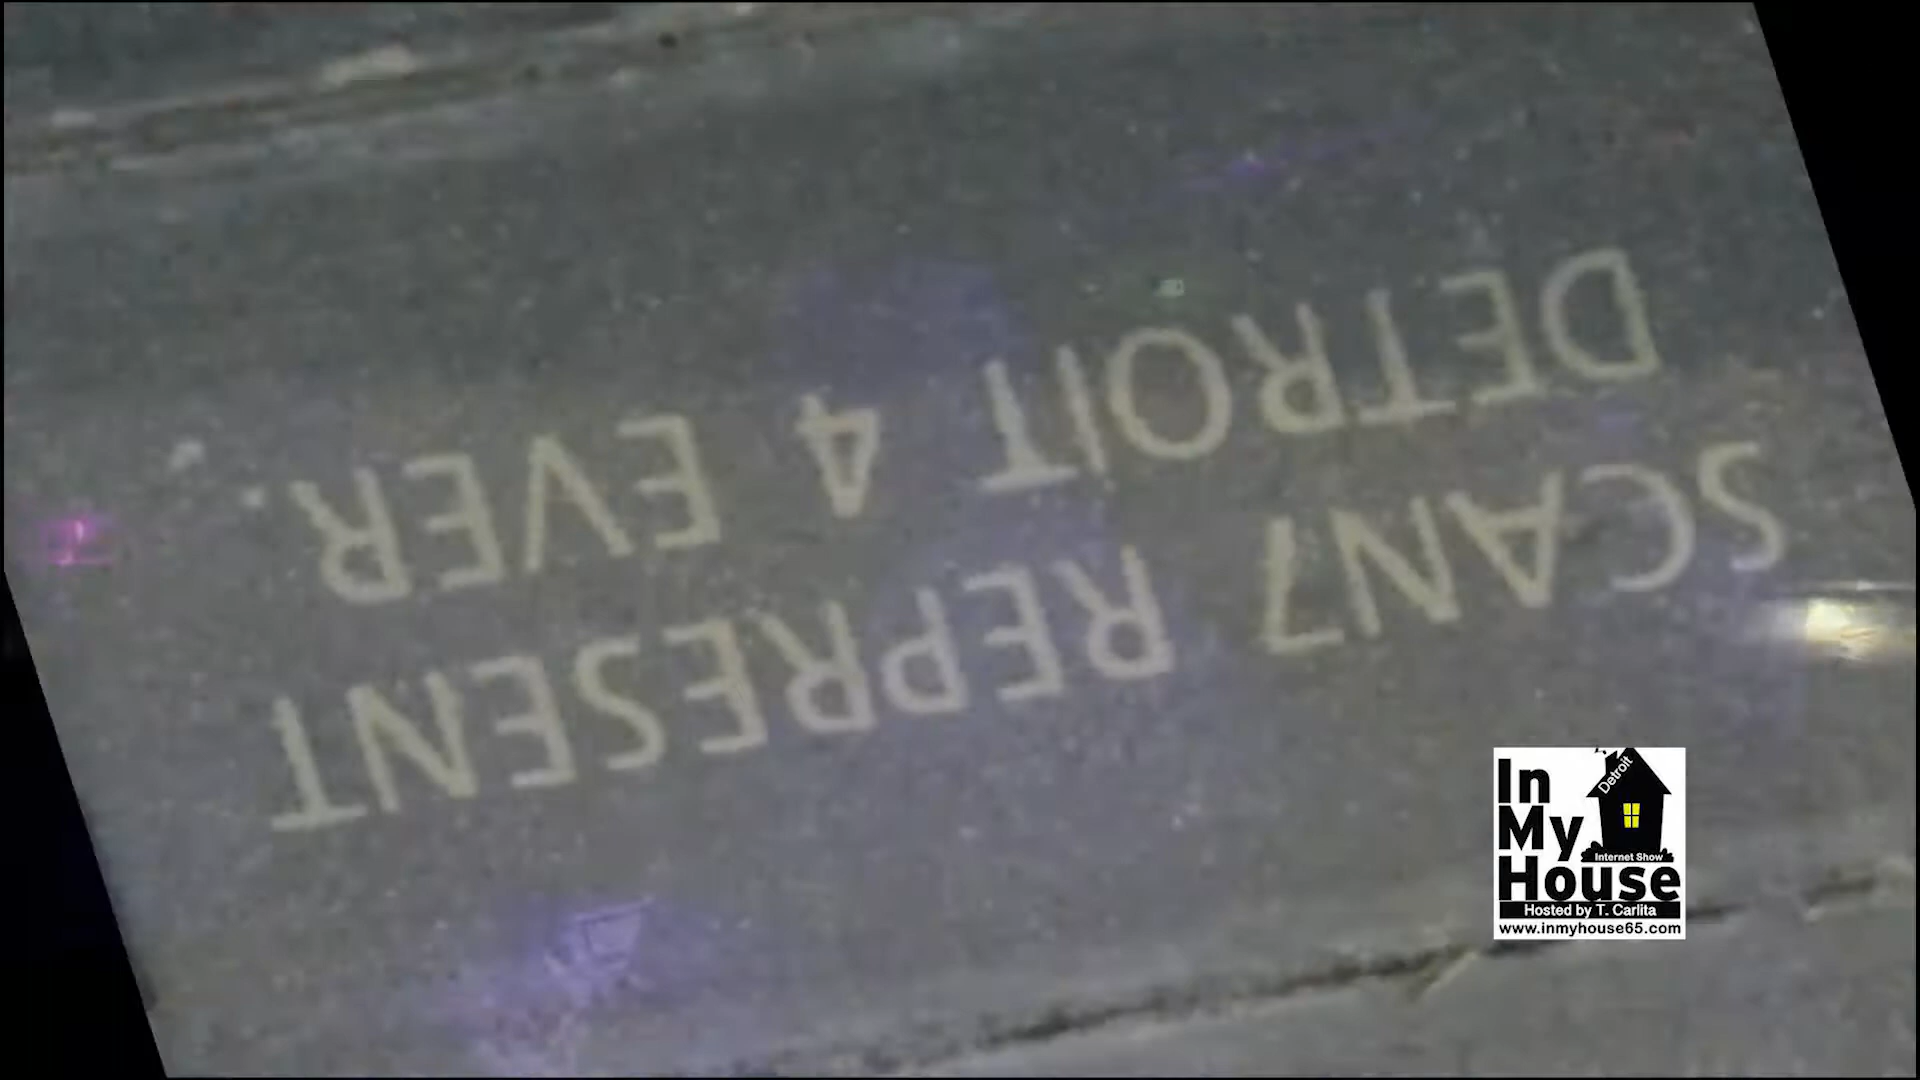 SCAN7 REPRESENT
DETROIT 4 EVER
Detroit
In
My
Internet Show
House
Hosted by T. Carlita
www.inmyhouse65.com